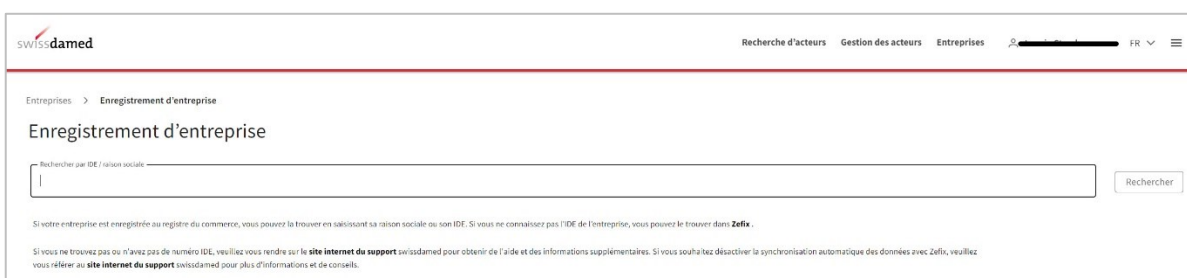 swissdamed
Recherche d'acteurs Gestion des acteurs Entreprises FR
Entreprises > Enregistrement d'entreprise
Enregistrement d'entreprise
Rechercher par IDE / raison sociale
Rechercher
Si votre entreprise est enregistrée au registre du commerce, vous pouvez la trouver en saisissant sa raison sociale ou son IDE. Si vous ne connaissez pas l'IDE de l'entreprise, vous pouvez le trouver dans Zefix .
Si vous ne trouvez pas ou n'avez pas de numéro IDE, veuillez vous rendre sur le site internet du support swissdamed pour obtenir de l'aide et des informations supplémentaires. Si vous souhaitez désactiver la synchronisation automatique des données avec Zefix, veuillez
vous référer au site internet du support swissdamed pour plus d'informations et de conseils.